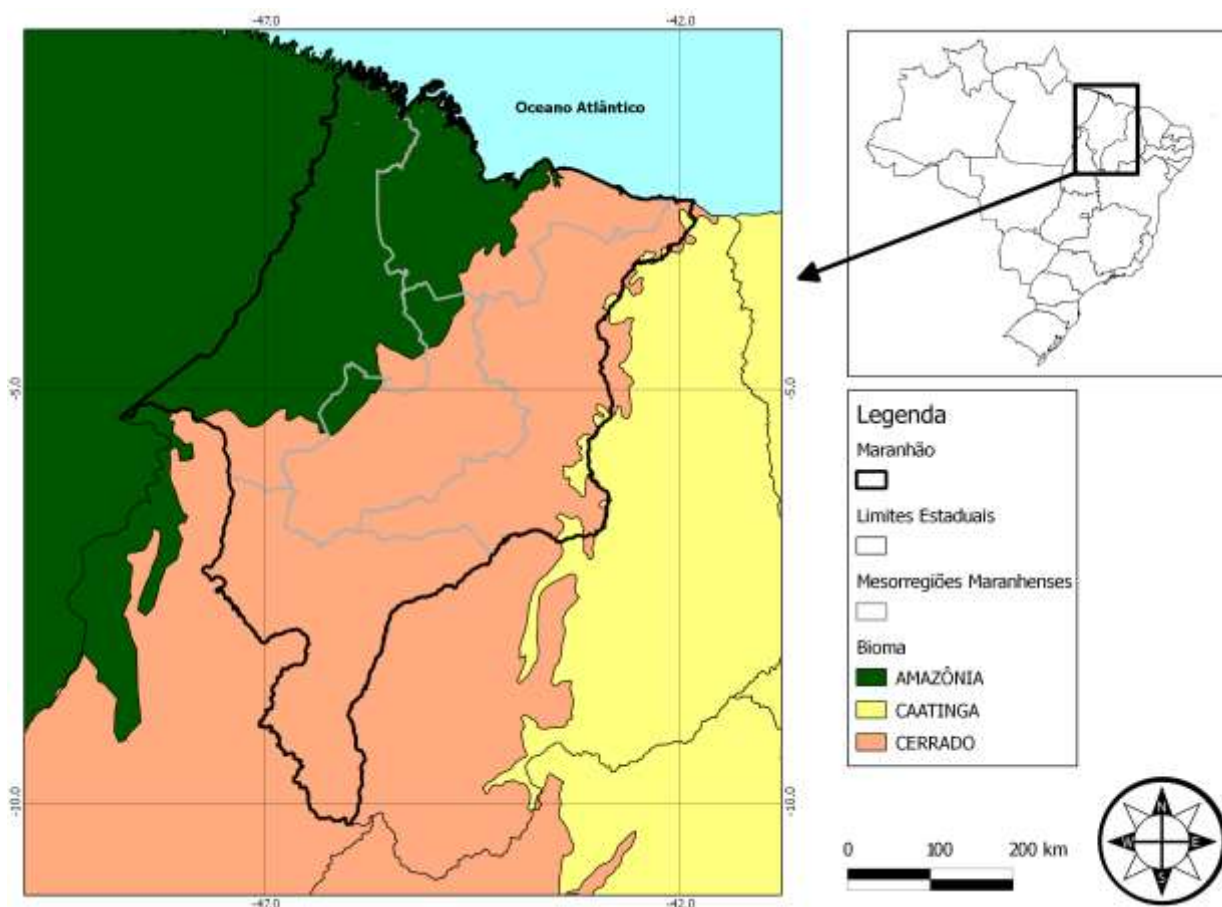 -47.0
-42.0
Oceano Atlântico
-5.0
-5.0
-10.0
-10.0
-47.0
-42.0
Legenda
Maranhão
Limites Estaduais
Mesorregiões Maranhenses
Bioma
AMAZÔNIA
CAATINGA
CERRADO
0 100 200 km
N
W E
S